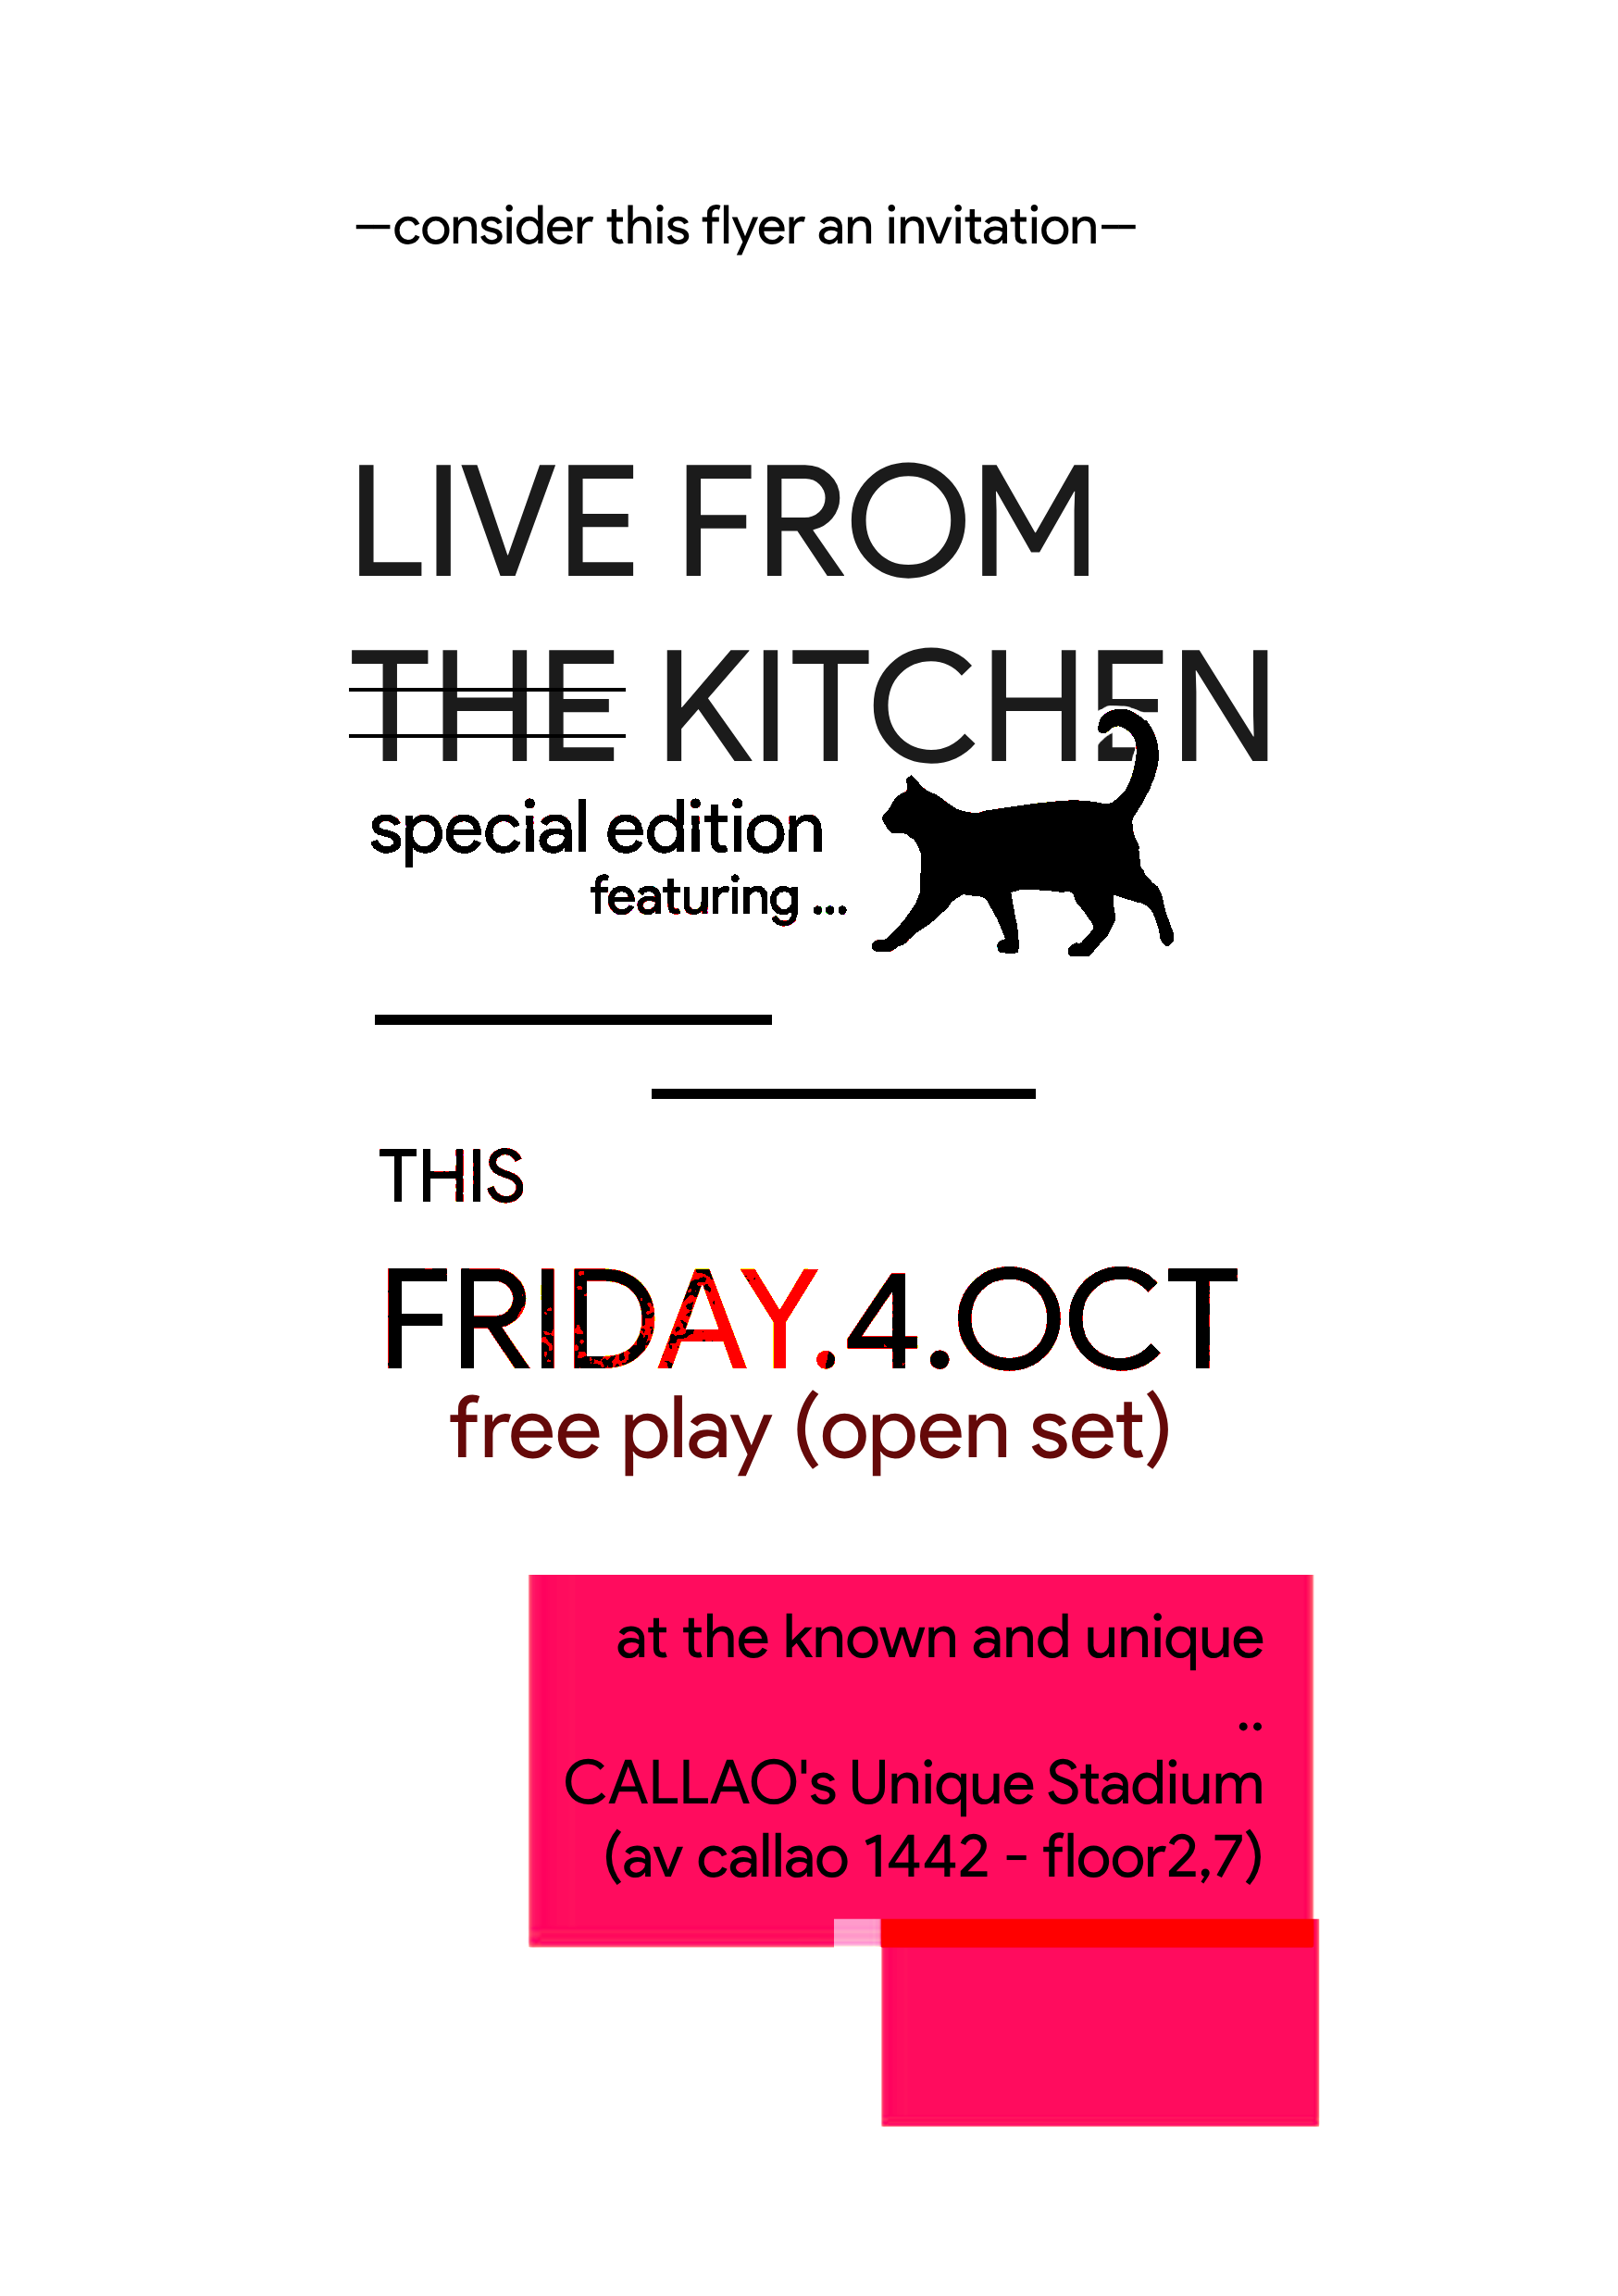 —consider this flyer an invitation—
LIVE FROM
THE KITCHEN
special edition
featuring ...
THIS
FRIDAY.4.OCT
free play (open set)
at the known and unique
..
CALLAO's Unique Stadium
(av callao 1442 - floor2,7)